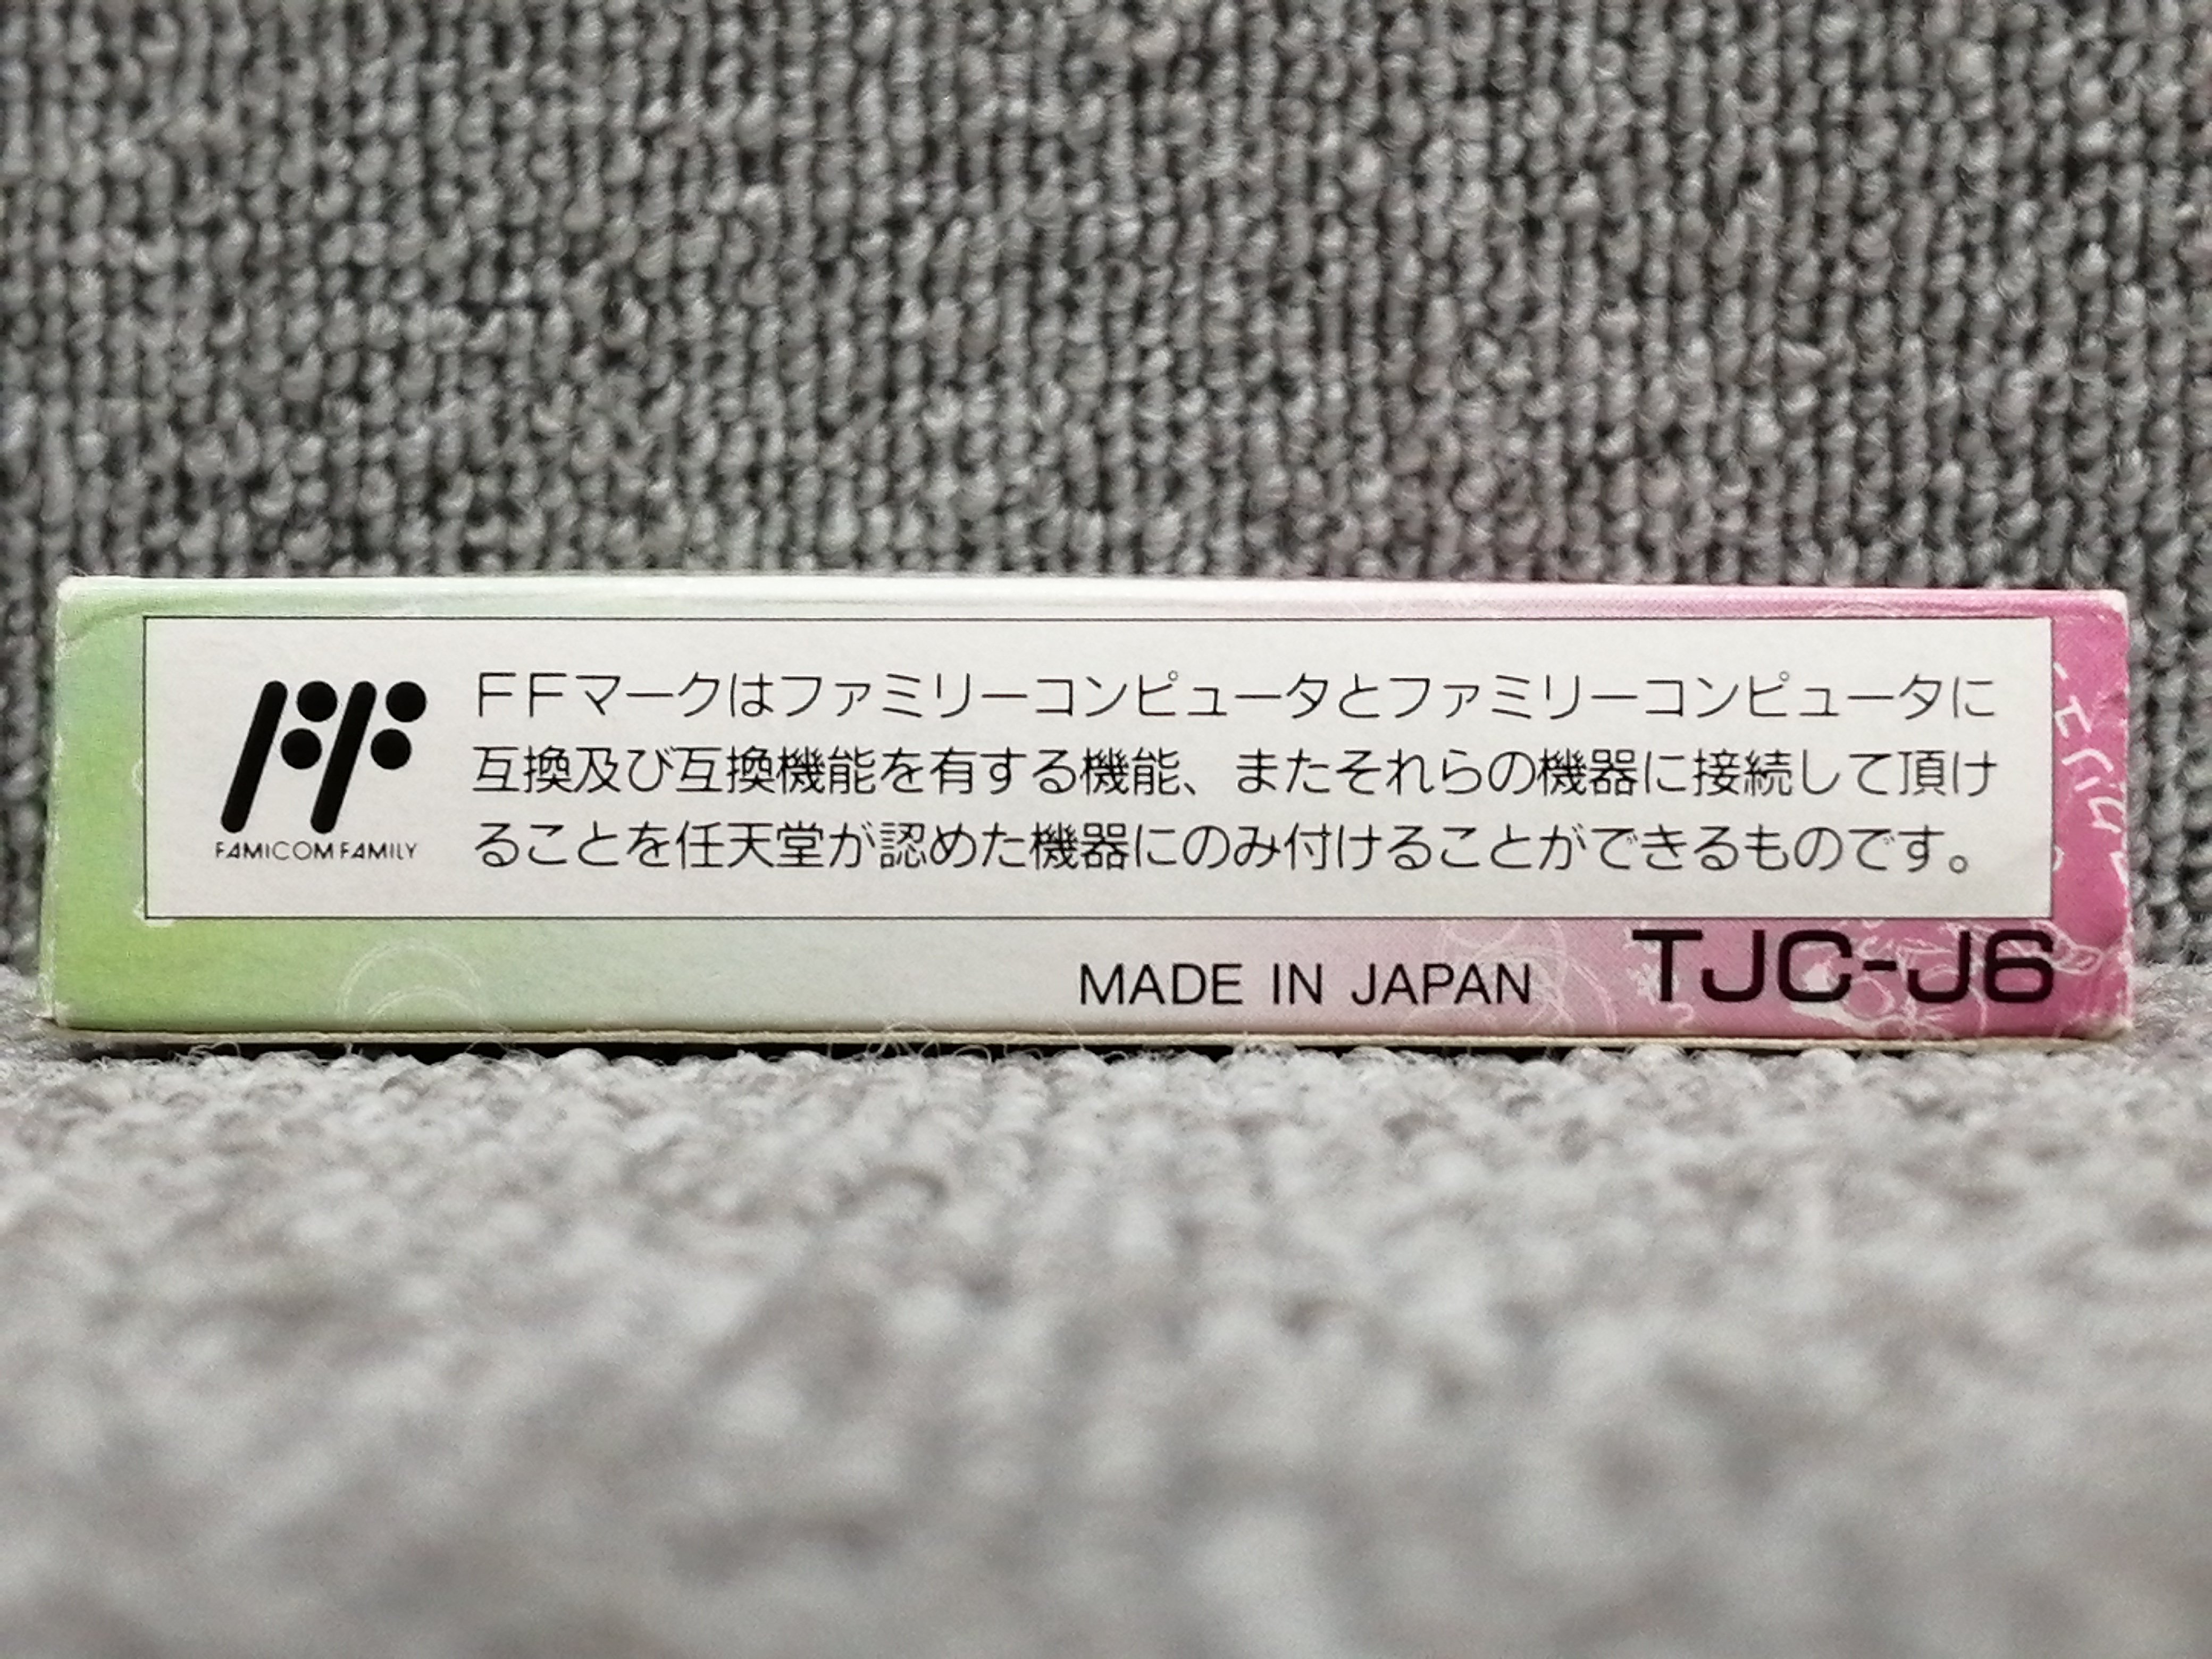 FAMICOM FAMILY
ＦＦマークはファミリーコンピュータとファミリーコンピュータに
互換及び互換機能を有する機能、またそれらの機器に接続して頂け
ることを任天堂が認めた機器にのみ付けることができるものです。
MADE IN JAPAN
TJC-J6